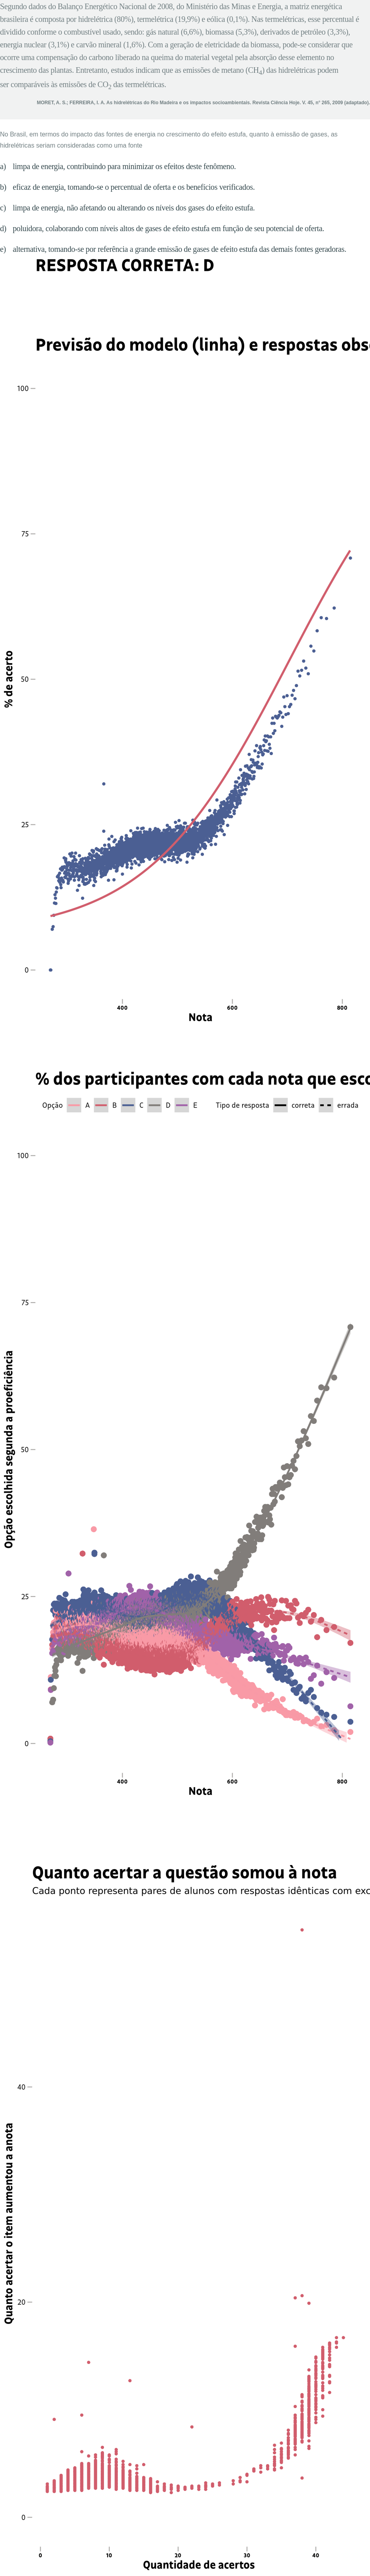 Segundo dados do Balanço Energético Nacional de 2008, do Ministério das Minas e Energia, a matriz energética
brasileira é composta por hidrelétrica (80%), termelétrica (19,9%) e eólica (0,1%). Nas termelétricas, esse percentual é
dividido conforme o combustível usado, sendo: gás natural (6,6%), biomassa (5,3%), derivados de petróleo (3,3%),
energia nuclear (3,1%) e carvão mineral (1,6%). Com a geração de eletricidade da biomassa, pode-se considerar que
ocorre uma compensação do carbono liberado na queima do material vegetal pela absorção desse elemento no
crescimento das plantas. Entretanto, estudos indicam que as emissões de metano (CH4) das hidrelétricas podem
ser comparáveis às emissões de CO2 das termelétricas.
MORET, A. S.; FERREIRA, I. A. As hidrelétricas do Rio Madeira e os impactos socioambientais. Revista Ciência Hoje. V. 45, n° 265, 2009 (adaptado).
No Brasil, em termos do impacto das fontes de energia no crescimento do efeito estufa, quanto à emissão de gases, as
hidrelétricas seriam consideradas como uma fonte
a) limpa de energia, contribuindo para minimizar os efeitos deste fenômeno.
b) eficaz de energia, tomando-se o percentual de oferta e os benefícios verificados.
c) limpa de energia, não afetando ou alterando os níveis dos gases do efeito estufa.
d) poluidora, colaborando com níveis altos de gases de efeito estufa em função de seu potencial de oferta.
e) alternativa, tomando-se por referência a grande emissão de gases de efeito estufa das demais fontes geradoras.
RESPOSTA CORRETA: D
Previsão do modelo (linha) e respostas obs
100
75
50
25
0
% de acerto
400 600 800
Nota
% dos participantes com cada nota que esco
Opção A B C D E Tipo de resposta correta errada
100
75
50
25
0
Opção escolhida segunda a proeficiência
400 600 800
Nota
Quanto acertar a questão somou à nota
Cada ponto representa pares de alunos com respostas idênticas com exc
40
20
0
Quanto acertar o item aumentou a anota
0 10 20 30 40
Quantidade de acertos